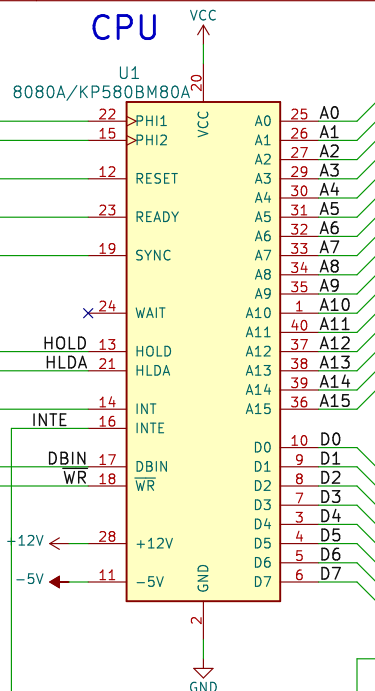 CPU
VCC
U1
8080A/KP580BM80A
20
VCC
22 PHI1 A0 25 A0
15 PHI2 A1 26 A1
A2 27 A2
12 RESET A3 29 A3
A4 30 A4
23 READY A5 31 A5
A6 32 A6
19 SYNC A7 33 A7
A8 34 A8
A9 35 A9
24 WAIT A10 1 A10
A11 40 A11
HOLD 13 HOLD A12 37 A12
HLDA 21 HLDA A13 38 A13
A14 39 A14
14 INT A15 36 A15
INTE 16 INTE
D0 10 D0
DBIN 17 DBIN D1 9 D1
WR 18 WR D2 8 D2
D3 7 D3
D4 3 D4
+12V 28 +12V D5 4 D5
D6 5 D6
-5V 11 -5V D7 6 D7
GND
2
GND